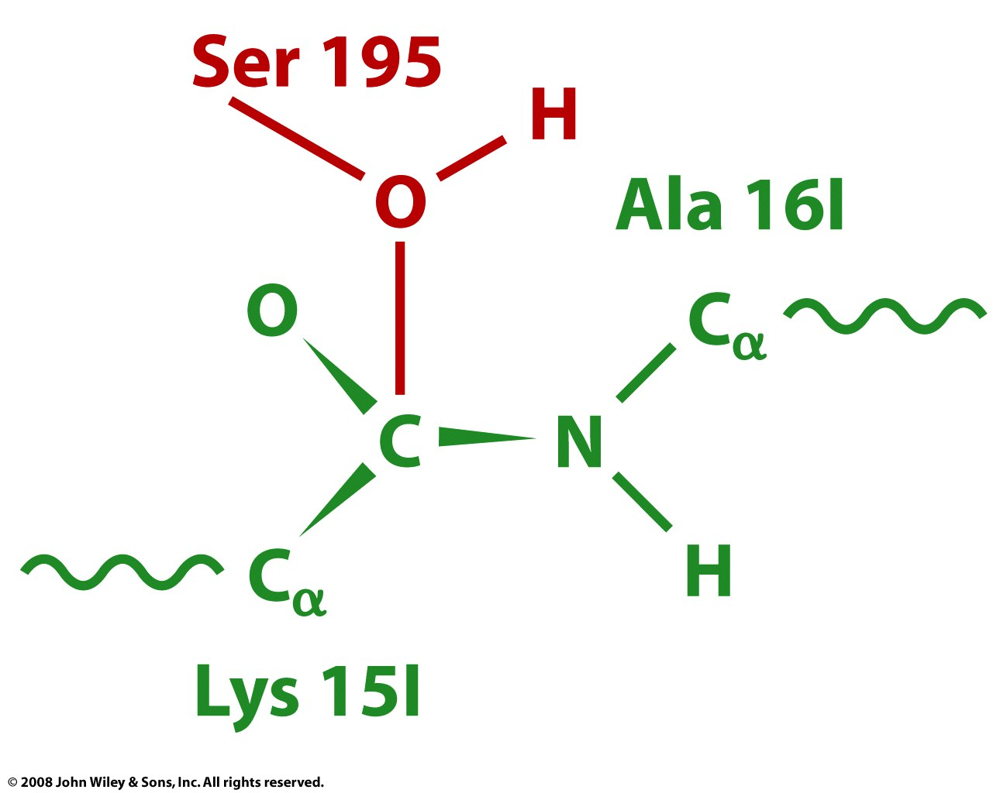 Ser 195
H
O
Ala 16I
O
Cα
C
N
Cα
H
Lys 15I
© 2008 John Wiley & Sons, Inc. All rights reserved.